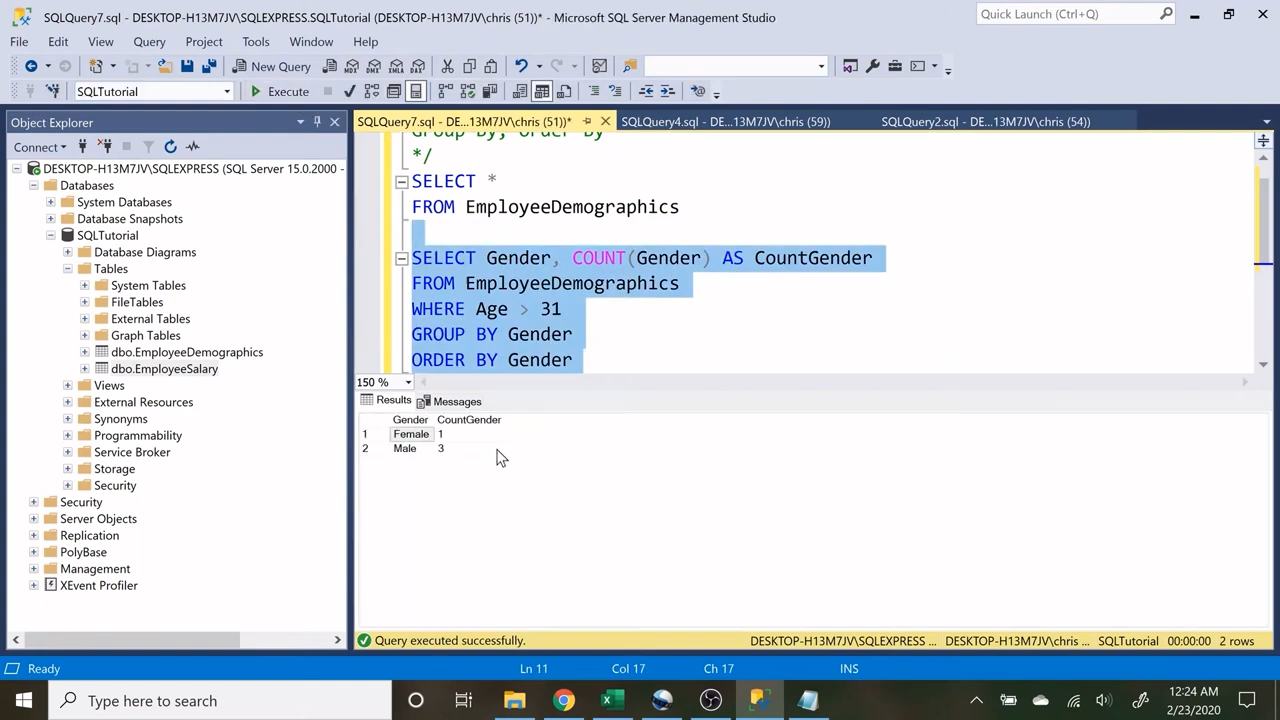 SQLQuery7.sql - DESKTOP-H13M7JV\SQLEXPRESS.SQLTutorial (DESKTOP-H13M7JV\chris (51))* - Microsoft SQL Server Management Studio
Quick Launch (Ctrl+Q)
File Edit View Query Project Tools Window Help
New Query
MDX DMX XMLA DAX
SQLTutorial Execute
Object Explorer
SQLQuery7.sql - DE...13M7JV\chris (51))* SQLQuery4.sql - DE...13M7JV\chris (59)) SQLQuery2.sql - DE...13M7JV\chris (54))
Connect
DESKTOP-H13M7JV\SQLEXPRESS (SQL Server 15.0.2000 -
Databases
System Databases
Database Snapshots
SQLTutorial
Database Diagrams
Tables
System Tables
FileTables
External Tables
Graph Tables
dbo.EmployeeDemographics
dbo.EmployeeSalary
Views
External Resources
Synonyms
Programmability
Service Broker
Storage
Security
Security
Server Objects
Replication
PolyBase
Management
XEvent Profiler
Group By, Order By
*/
SELECT *
FROM EmployeeDemographics
SELECT Gender, COUNT(Gender) AS CountGender
FROM EmployeeDemographics
WHERE Age > 31
GROUP BY Gender
ORDER BY Gender
150 %
Results Messages
Gender CountGender
1 Female 1
2 Male 3
Query executed successfully. DESKTOP-H13M7JV\SQLEXPRESS ... DESKTOP-H13M7JV\chris ... SQLTutorial 00:00:00 2 rows
Ready Ln 11 Col 17 Ch 17 INS
Type here to search
12:24 AM
2/23/2020